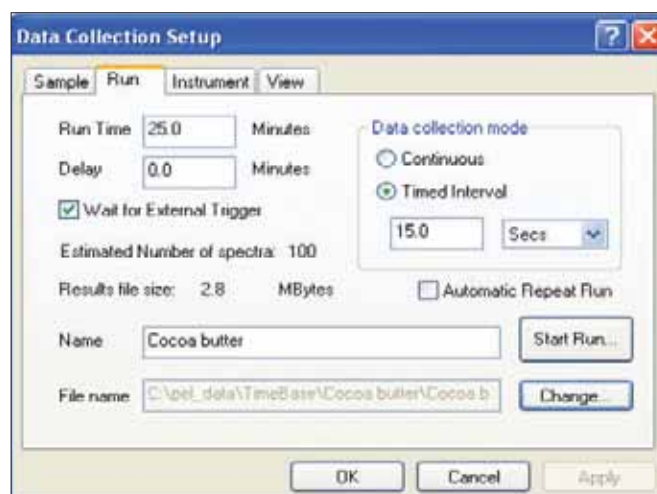 Data Collection Setup
Sample Run Instrument View
Run Time 25.0 Minutes
Delay 0.0 Minutes
Wait for External Trigger
Estimated Number of spectra: 100
Results file size: 2.8 MBytes
Data collection mode
Continuous
Timed Interval
15.0 Secs
Automatic Repeat Run
Name Cocoa butter
Start Run...
File name C:\pel_data\TimeBase\Cocoa butter\Cocoa b
Change...
OK Cancel Apply